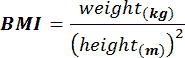 BMI = weight(kg) / (height(m))²